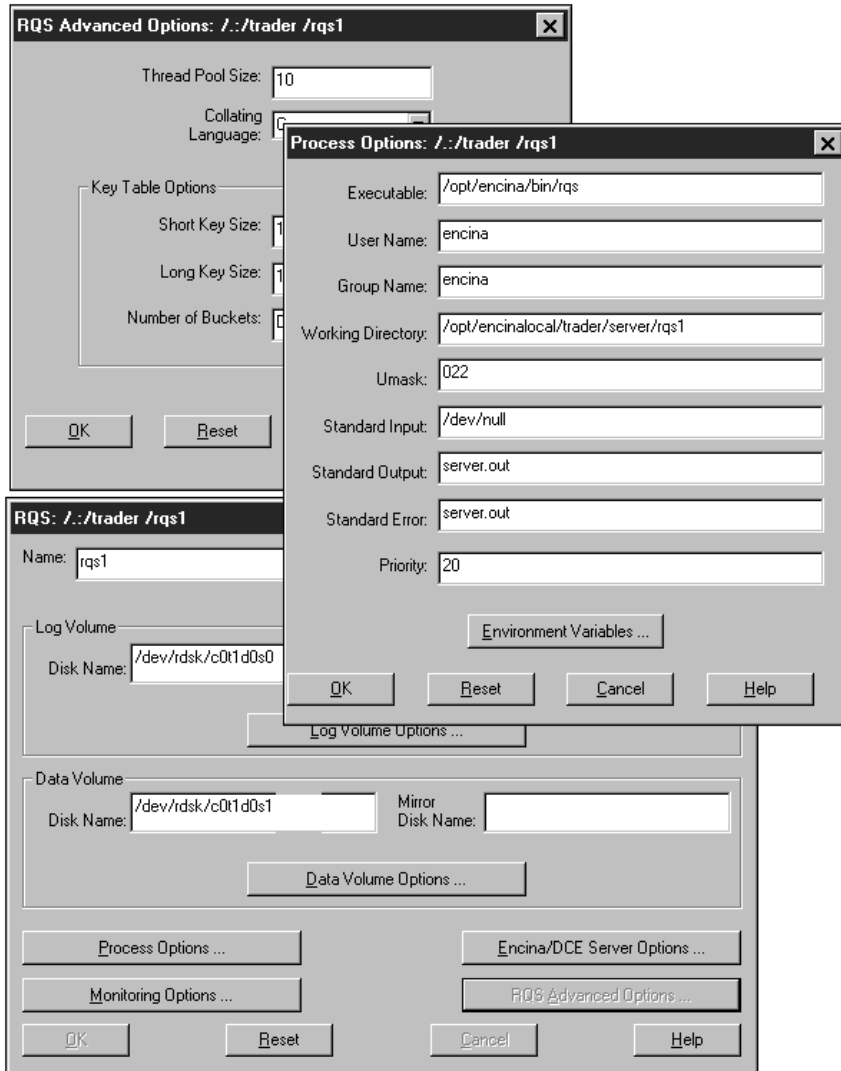 RQS Advanced Options: /.:/trader /rqs1
Thread Pool Size: 10
Collating
Language:
Key Table Options
Short Key Size: 1
Long Key Size: 1
Number of Buckets:
OK Reset
Process Options: /.:/trader /rqs1
Executable: /opt/encina/bin/rqs
User Name: encina
Group Name: encina
Working Directory: /opt/encinalocal/trader/server/rqs1
Umask: 022
Standard Input: /dev/null
Standard Output: server.out
Standard Error: server.out
Priority: 20
Environment Variables ...
OK Reset Cancel Help
RQS: /.:/trader /rqs1
Name: rqs1
Log Volume
Disk Name: /dev/rdsk/c0t1d0s0
Log Volume Options ...
Data Volume
Disk Name: /dev/rdsk/c0t1d0s1
Mirror
Disk Name:
Data Volume Options ...
Process Options ... Encina/DCE Server Options ...
Monitoring Options ... RQS Advanced Options ...
OK Reset Cancel Help